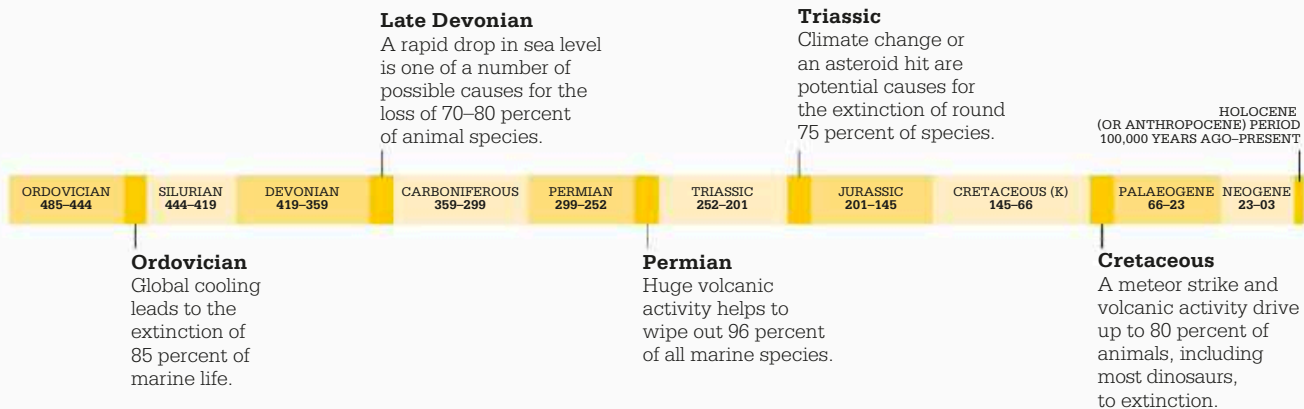 Late Devonian
A rapid drop in sea level
is one of a number of
possible causes for the
loss of 70–80 percent
of animal species.
Triassic
Climate change or
an asteroid hit are
potential causes for
the extinction of round
75 percent of species.
HOLOCENE
(OR ANTHROPOCENE) PERIOD
100,000 YEARS AGO–PRESENT
ORDOVICIAN
485–444
SILURIAN
444–419
DEVONIAN
419–359
CARBONIFEROUS
359–299
PERMIAN
299–252
TRIASSIC
252–201
JURASSIC
201–145
CRETACEOUS (K)
145–66
PALAEOGENE
66–23
NEOGENE
23–03
Ordovician
Global cooling
leads to the
extinction of
85 percent of
marine life.
Permian
Huge volcanic
activity helps to
wipe out 96 percent
of all marine species.
Cretaceous
A meteor strike and
volcanic activity drive
up to 80 percent of
animals, including
most dinosaurs,
to extinction.